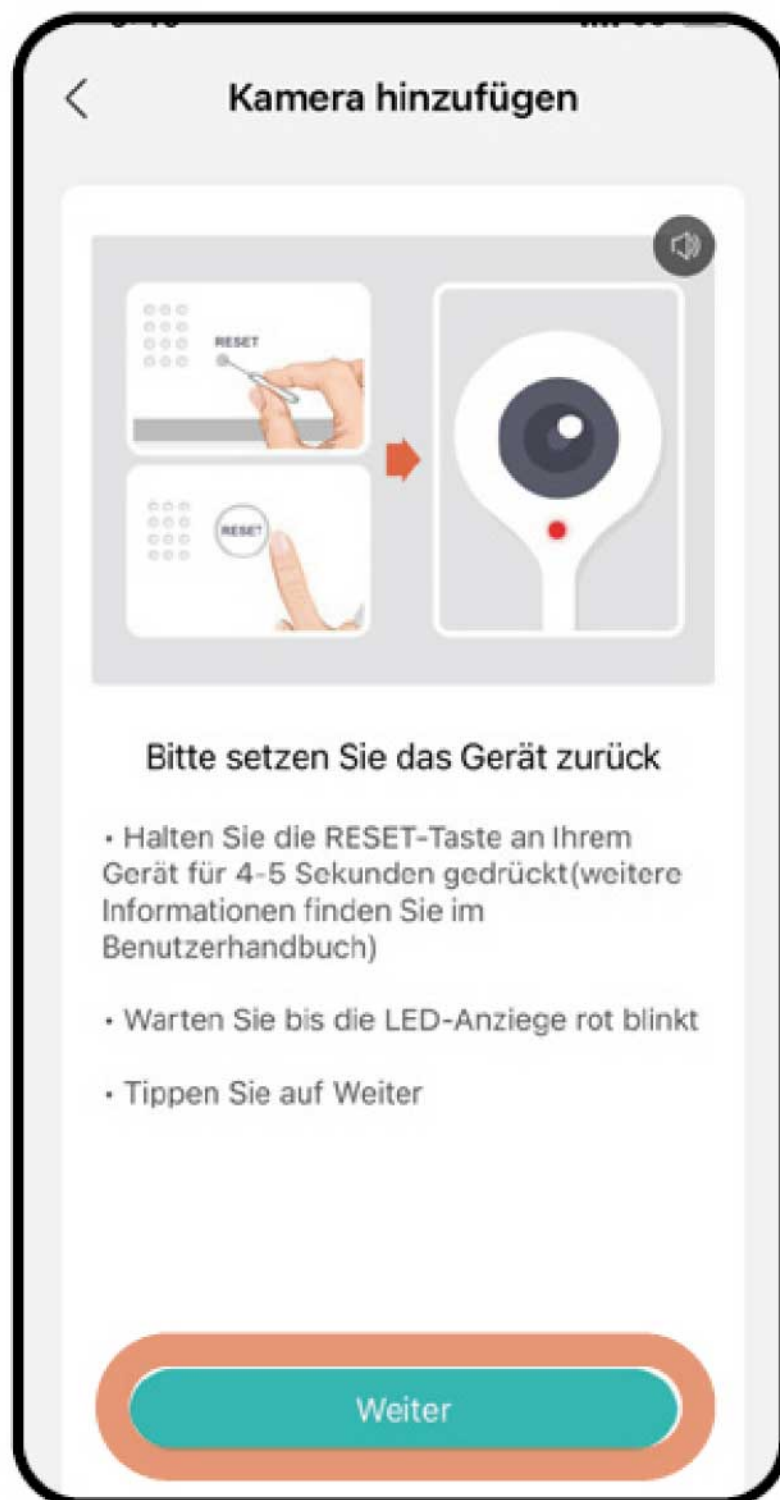 Kamera hinzufügen
RESET
RESET
Bitte setzen Sie das Gerät zurück
• Halten Sie die RESET-Taste an Ihrem
Gerät für 4-5 Sekunden gedrückt(weitere
Informationen finden Sie im
Benutzerhandbuch)
• Warten Sie bis die LED-Anziege rot blinkt
• Tippen Sie auf Weiter
Weiter